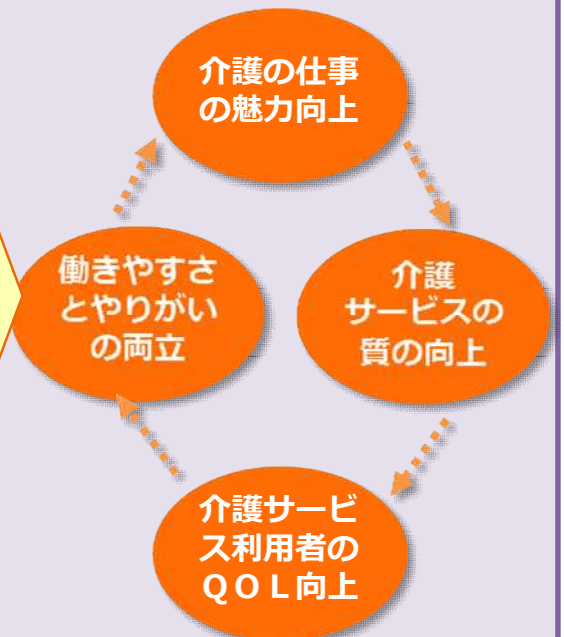 介護の仕事
の魅力向上
働きやすさ
とやりがい
の両立
介護
サービスの
質の向上
介護サービ
ス利用者の
ＱＯＬ向上